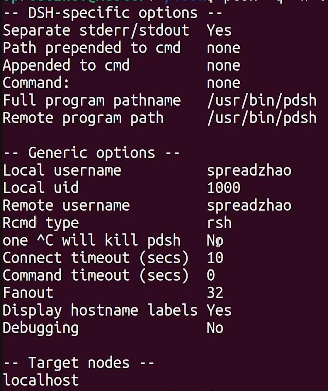 -- DSH-specific options --
Separate stderr/stdout Yes
Path prepended to cmd none
Appended to cmd none
Command: none
Full program pathname /usr/bin/pdsh
Remote program path /usr/bin/pdsh
-- Generic options --
Local username spreadzhao
Local uid 1000
Remote username spreadzhao
Rcmd type rsh
one ^C will kill pdsh No
Connect timeout (secs) 10
Command timeout (secs) 0
Fanout 32
Display hostname labels Yes
Debugging No
-- Target nodes --
localhost